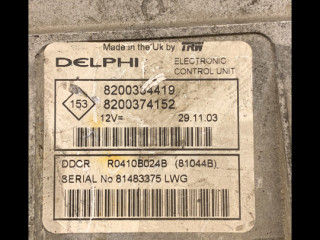 Made in the Uk by TRW
DELPHI ELECTRONIC
CONTROL UNIT
153
8200374152
12V= 29.11.03
DDCR R0410B024B (81044B)
SERIAL No 81483375 LWG